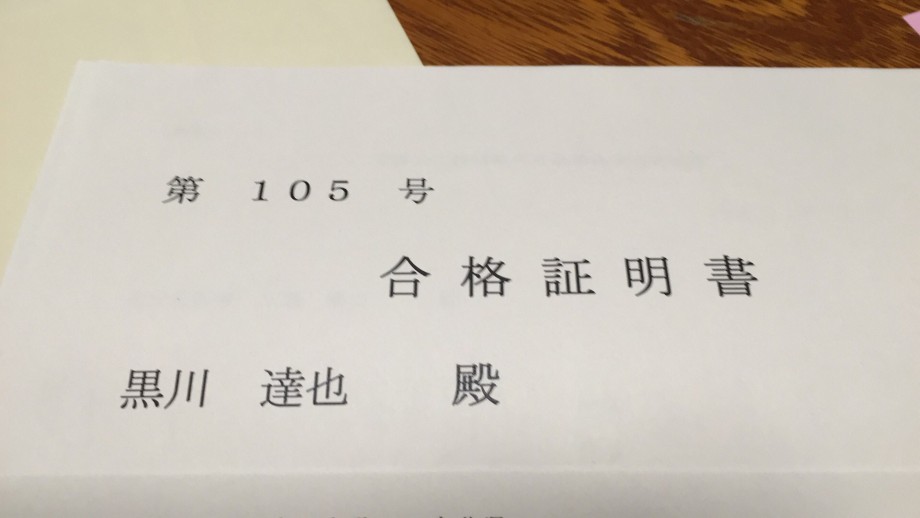 第 １０５ 号
合格証明書
黒川 達也 殿